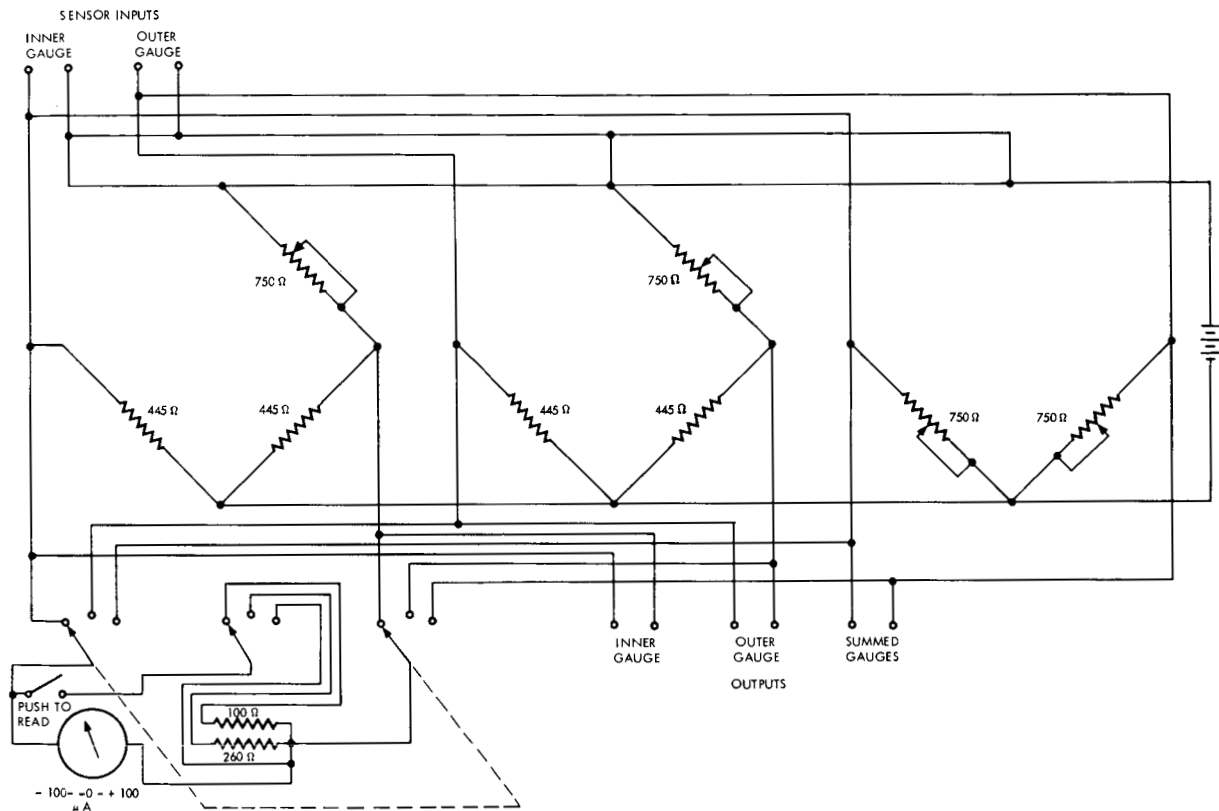 SENSOR INPUTS
INNER GAUGE
OUTER GAUGE
750 Ω
750 Ω
445 Ω
445 Ω
445 Ω
445 Ω
750 Ω
750 Ω
INNER GAUGE
OUTER GAUGE
SUMMED GAUGES
OUTPUTS
PUSH TO READ
100 Ω
260 Ω
- 100- -0 - + 100
μA